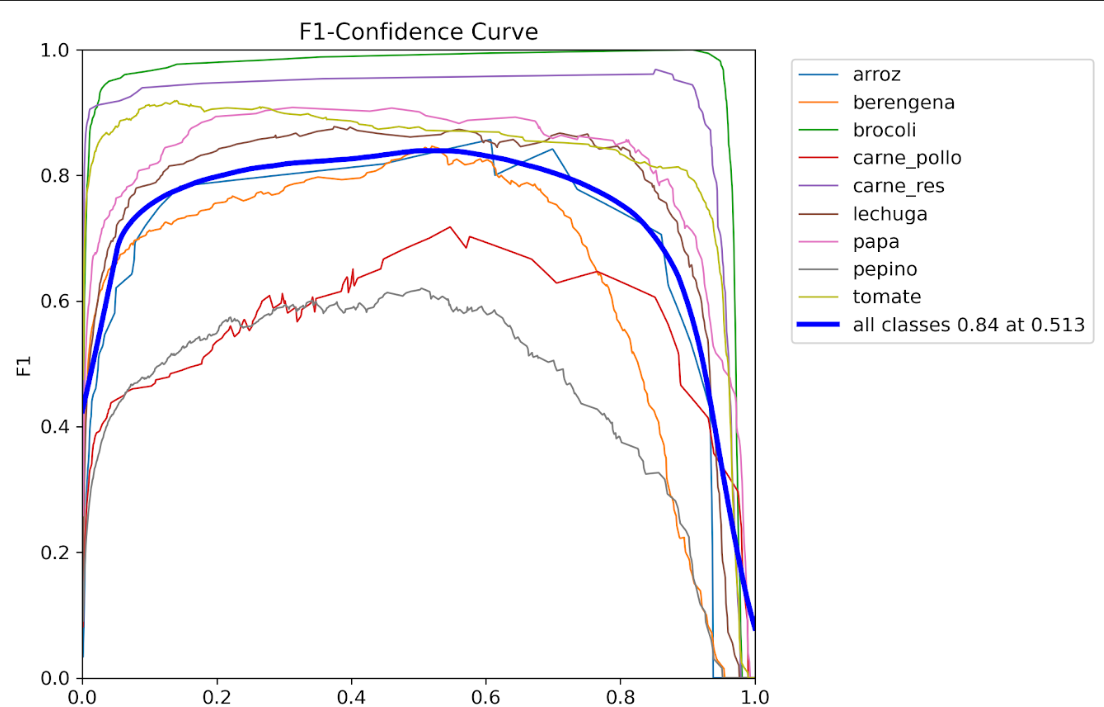 F1-Confidence Curve
F1
1.0
0.8
0.6
0.4
0.2
0.0
0.0 0.2 0.4 0.6 0.8 1.0
arroz
berengena
brocoli
carne_pollo
carne_res
lechuga
papa
pepino
tomate
all classes 0.84 at 0.513